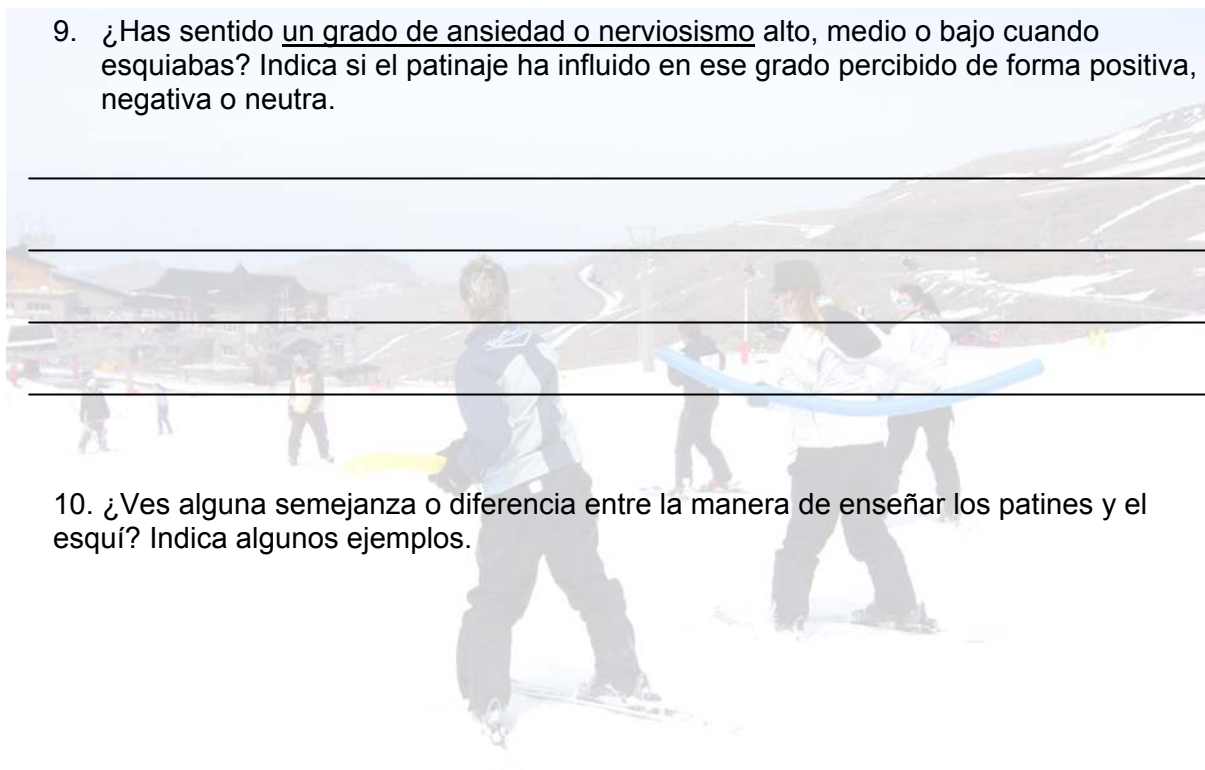 9. ¿Has sentido un grado de ansiedad o nerviosismo alto, medio o bajo cuando
esquiabas? Indica si el patinaje ha influido en ese grado percibido de forma positiva,
negativa o neutra.
10. ¿Ves alguna semejanza o diferencia entre la manera de enseñar los patines y el
esquí? Indica algunos ejemplos.